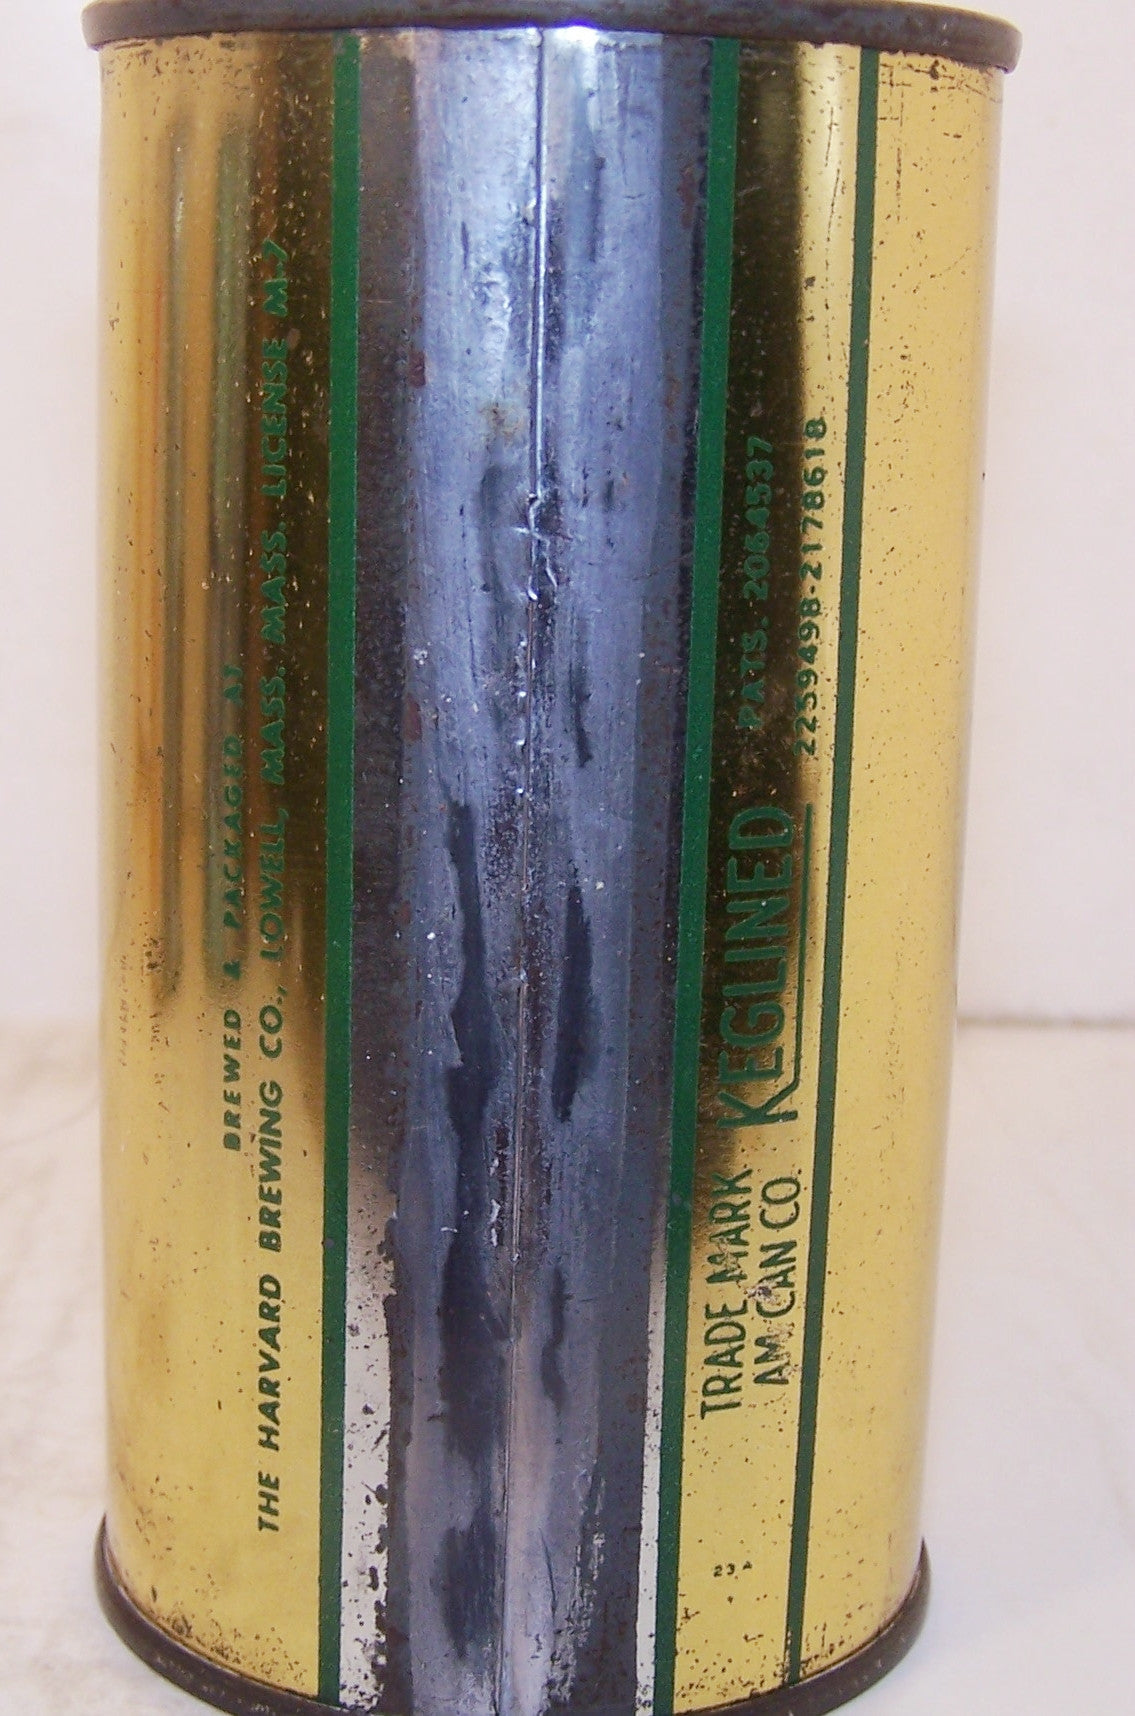 BREWED & PACKAGED AT
THE HARVARD BREWING CO., LOWELL, MASS. MASS. LICENSE M-7
TRADE MARK KEGLINED PATS. 2064537
AM. CAN CO. 2259498-2178618
23A